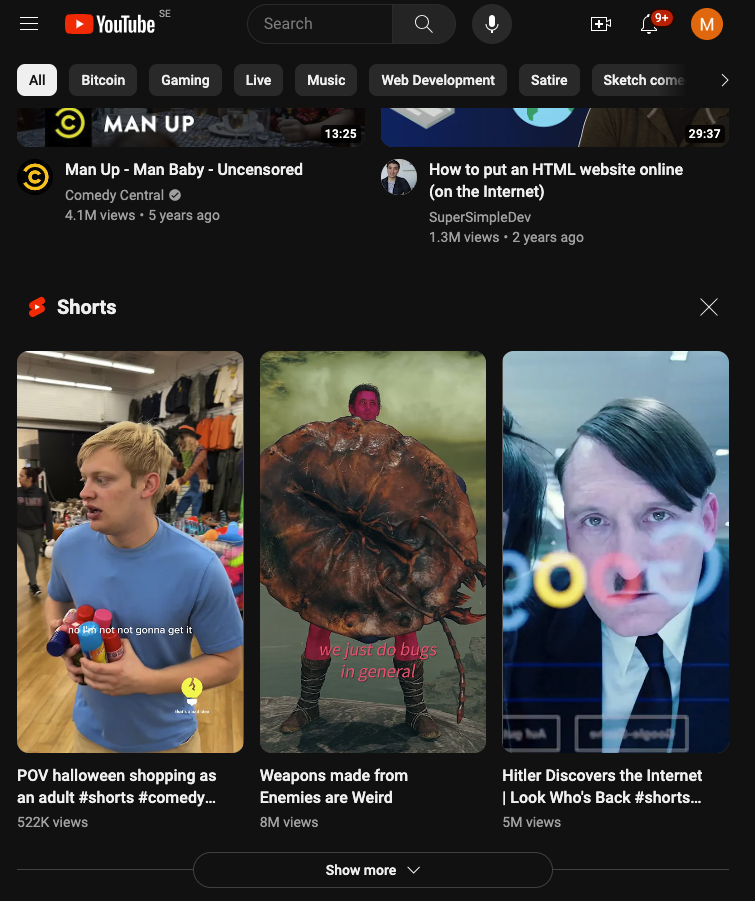 YouTube SE
Search
9+
M
All
Bitcoin
Gaming
Live
Music
Web Development
Satire
Sketch come
MAN UP
13:25
29:37
Man Up - Man Baby - Uncensored
Comedy Central
4.1M views • 5 years ago
How to put an HTML website online
(on the Internet)
SuperSimpleDev
1.3M views • 2 years ago
Shorts
no I'm not not gonna get it
that's a bad idea
we just do bugs
in general
POV halloween shopping as
an adult #shorts #comedy…
522K views
Weapons made from
Enemies are Weird
8M views
Hitler Discovers the Internet
| Look Who's Back #shorts…
5M views
Show more